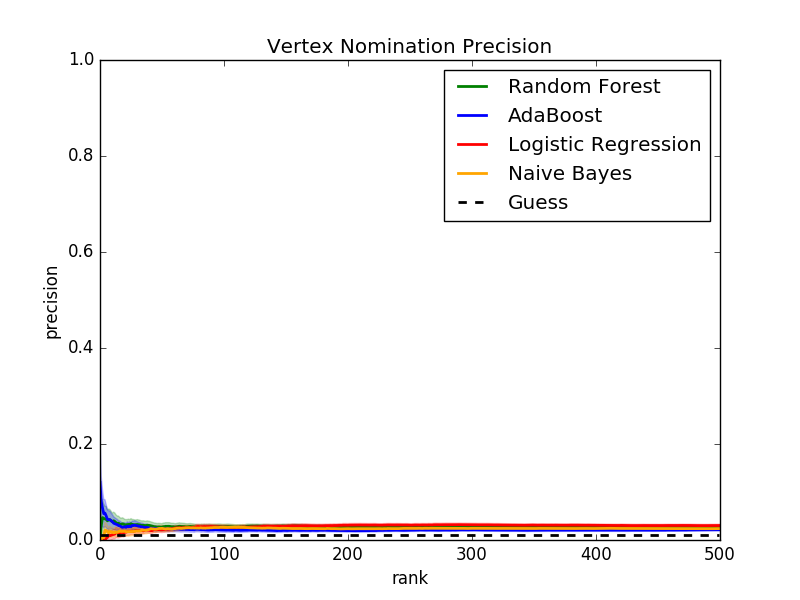 Vertex Nomination Precision
1.0
0.8
0.6
0.4
0.2
0.0
precision
Random Forest
AdaBoost
Logistic Regression
Naive Bayes
Guess
0 100 200 300 400 500
rank